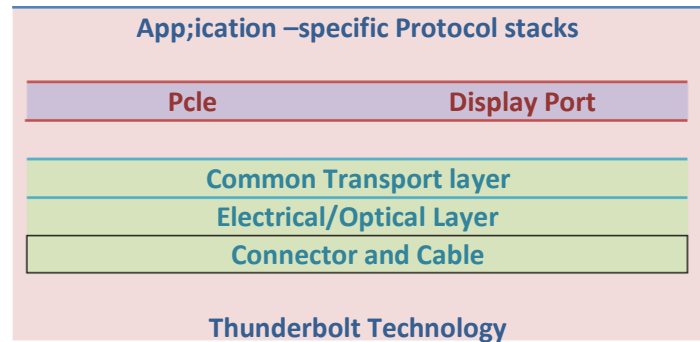 App;ication –specific Protocol stacks
Pcle Display Port
Common Transport layer
Electrical/Optical Layer
Connector and Cable
Thunderbolt Technology